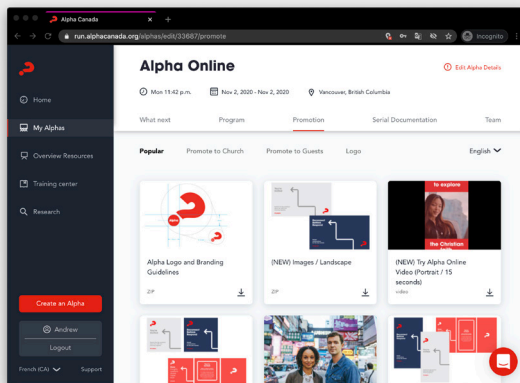 Alpha Canada
run.alphacanada.org/alphas/edit/33687/promote
Incognito
Alpha Online
Edit Alpha Details
Mon 11:42 p.m.
Nov 2, 2020 - Nov 2, 2020
Vancouver, British Columbia
What next
Program
Promotion
Serial Documentation
Team
Home
My Alphas
Overview Resources
Training center
Research
Create an Alpha
Andrew
Logout
French (CA)
Support
Popular
Promote to Church
Promote to Guests
Logo
English
Alpha
Alpha Logo and Branding
Guidelines
ZIP
(NEW) Images / Landscape
ZIP
to explore
the Christian
(NEW) Try Alpha Online
Video (Portrait / 15
seconds)
video